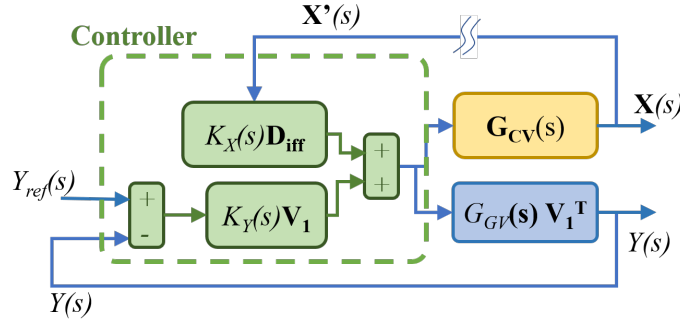 X'(s)
Controller
K_X(s)D_iff
G_CV(s)
X(s)
+
+
Y_ref(s)
+
-
K_Y(s)V_1
G_GV(s) V_1^T
Y(s)
Y(s)